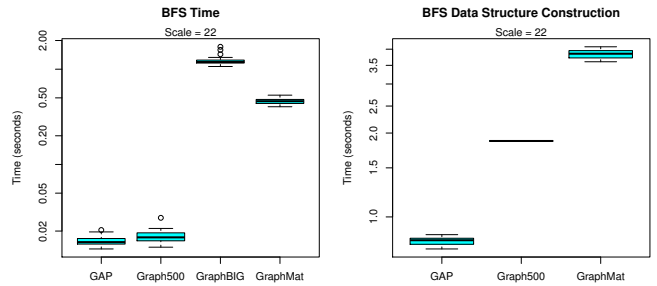 BFS Time
Scale = 22
Time (seconds)
2.00
0.50
0.20
0.05
0.02
GAP Graph500 GraphBIG GraphMat
BFS Data Structure Construction
Scale = 22
Time (seconds)
3.5
2.5
2.0
1.5
1.0
GAP Graph500 GraphMat